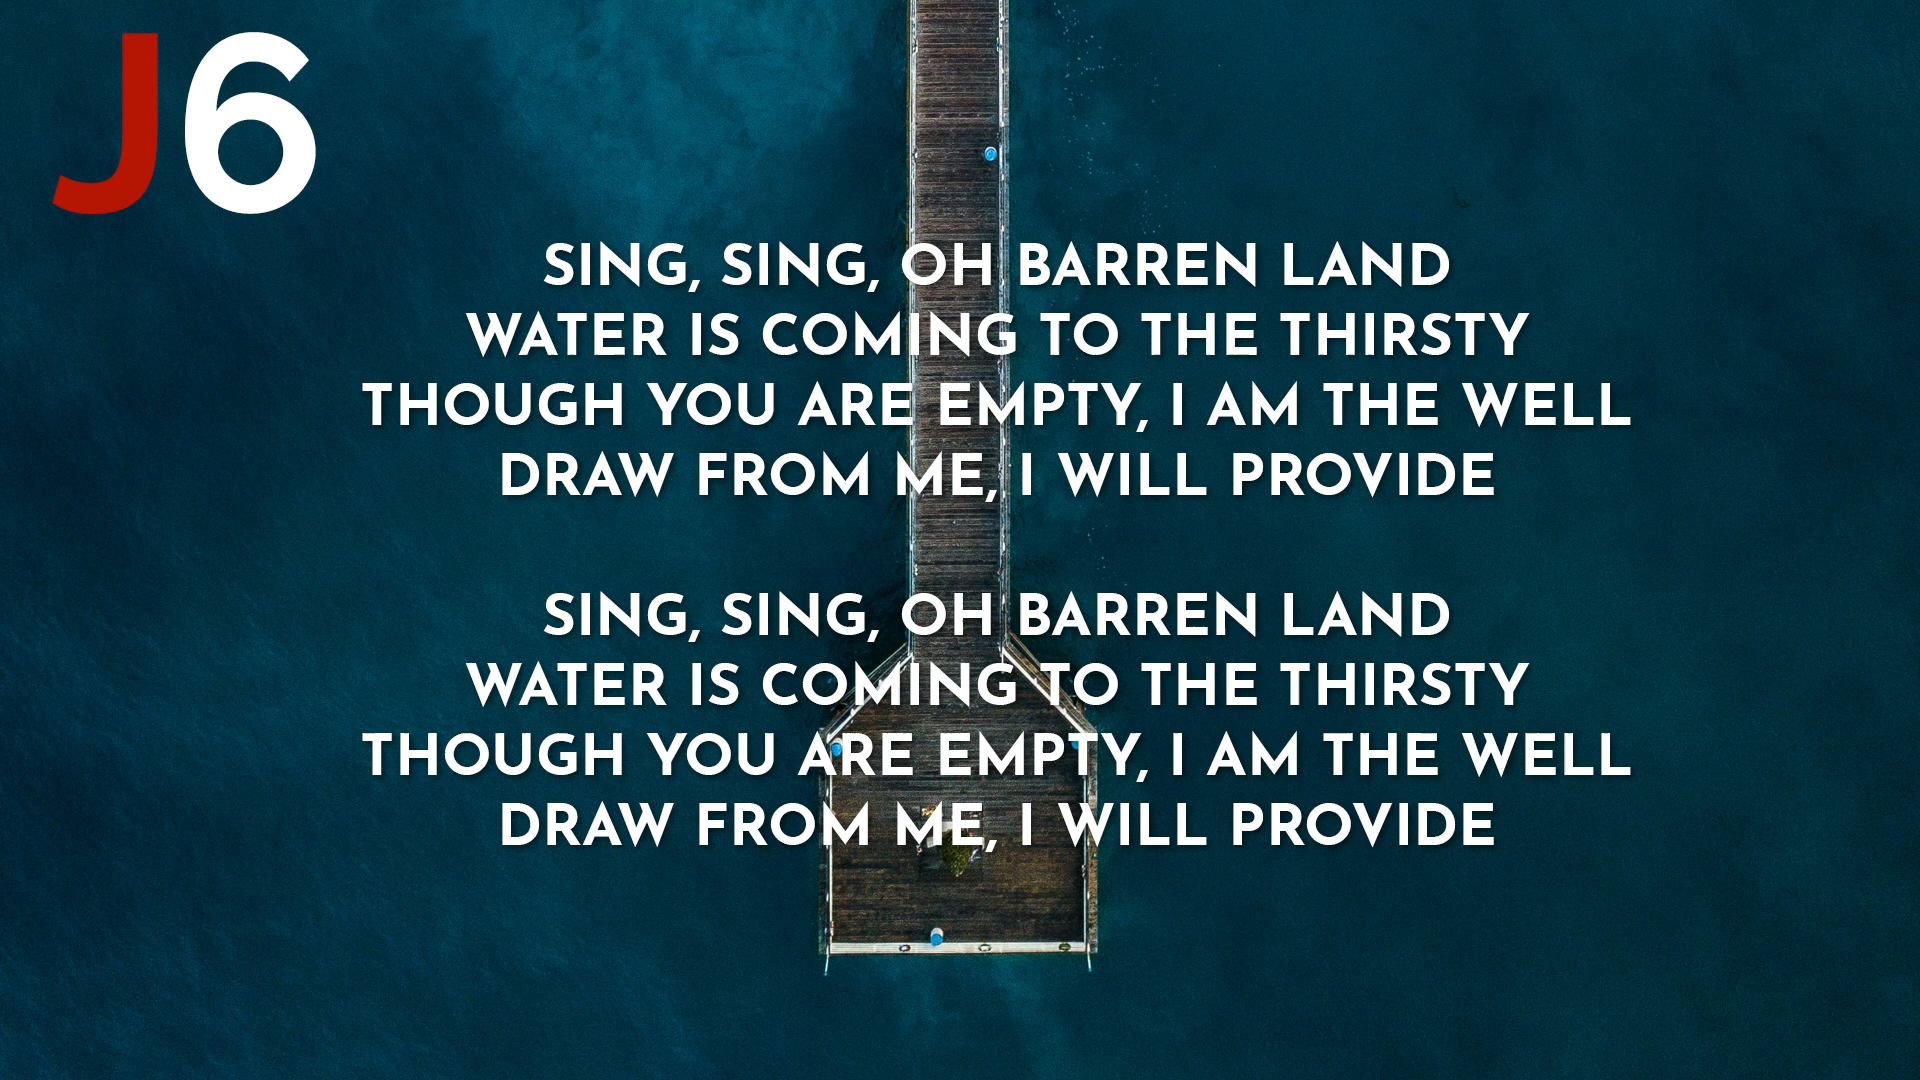 J6
SING, SING, OH BARREN LAND
WATER IS COMING TO THE THIRSTY
THOUGH YOU ARE EMPTY, I AM THE WELL
DRAW FROM ME, I WILL PROVIDE
SING, SING, OH BARREN LAND
WATER IS COMING TO THE THIRSTY
THOUGH YOU ARE EMPTY, I AM THE WELL
DRAW FROM ME, I WILL PROVIDE